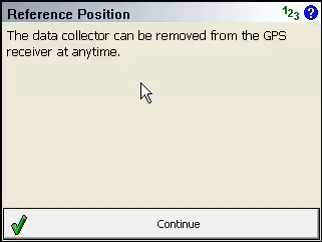 Reference Position 123 ?
The data collector can be removed from the GPS
receiver at anytime.
Continue